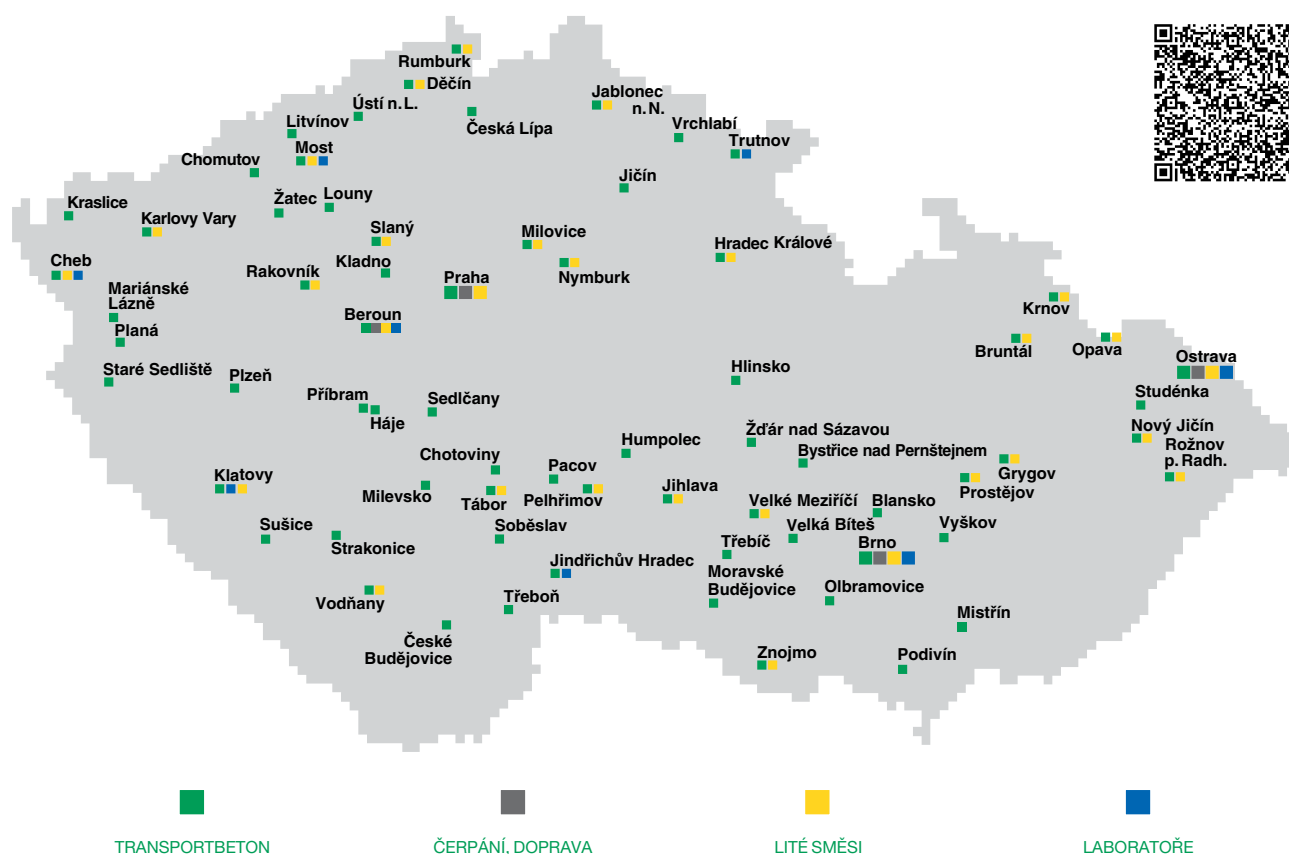 Rumburk
Děčín
Ústí n. L.
Česká Lípa
Jablonec
n. N.
Vrchlabí
Trutnov
Litvínov
Most
Chomutov
Jičín
Žatec
Louny
Kraslice
Karlovy Vary
Slaný
Milovice
Hradec Králové
Cheb
Rakovník
Kladno
Praha
Nymburk
Mariánské
Lázně
Planá
Beroun
Krnov
Bruntál
Opava
Ostrava
Staré Sedliště
Plzeň
Hlinsko
Studénka
Příbram
Háje
Sedlčany
Nový Jičín
Žďár nad Sázavou
Humpolec
Bystřice nad Pernštejnem
Rožnov
p. Radh.
Chotoviny
Pacov
Grygov
Klatovy
Milevsko
Tábor
Pelhřimov
Jihlava
Prostějov
Velké Meziříčí
Blansko
Sušice
Strakonice
Soběslav
Velká Bíteš
Vyškov
Třebíč
Brno
Jindřichův Hradec
Moravské
Budějovice
Olbramovice
Vodňany
Třeboň
Mistřín
České
Budějovice
Znojmo
Podivín
TRANSPORTBETON
ČERPÁNÍ, DOPRAVA
LITÉ SMĚSI
LABORATOŘE